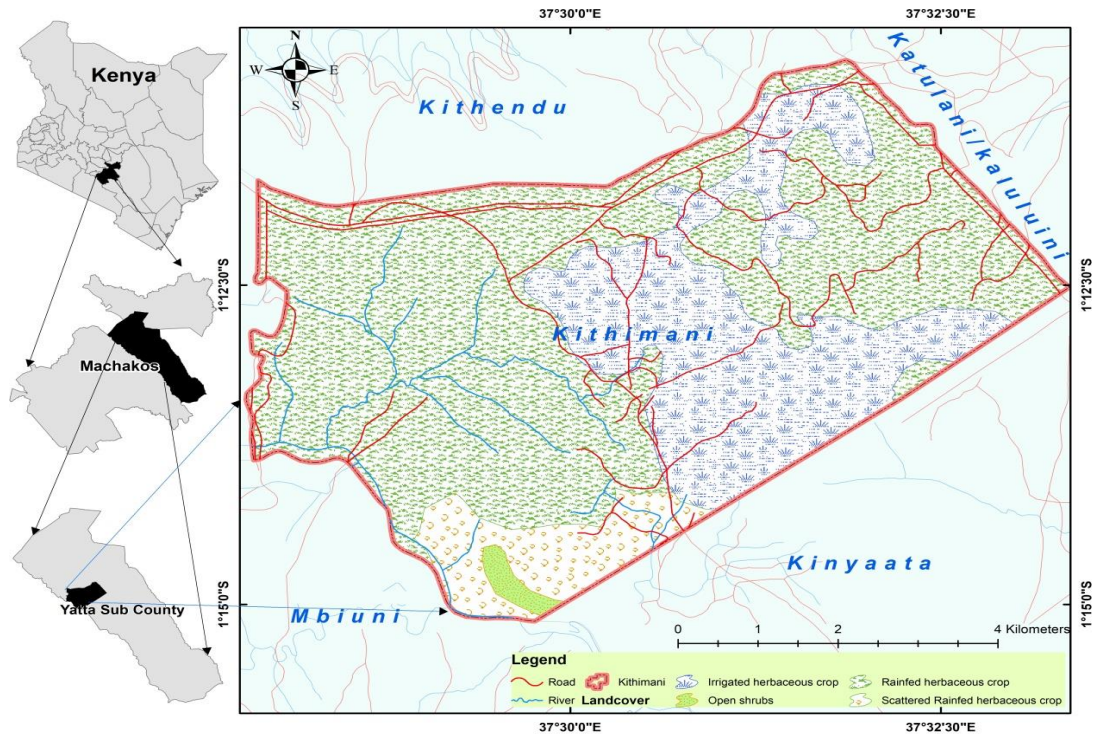 Kenya
Machakos
Yatta Sub County
37°30'0"E
37°32'30"E
N
W
E
S
Kithendu
Katulani/kaluluini
1°12'30"S
1°12'30"S
Kithimani
Kinyaata
1°15'0"S
1°15'0"S
Mbiuni
0 1 2 4 Kilometers
Legend
Road Kithimani Irrigated herbaceous crop Rainfed herbaceous crop
River Landcover Open shrubs Scattered Rainfed herbaceous crop
37°30'0"E
37°32'30"E